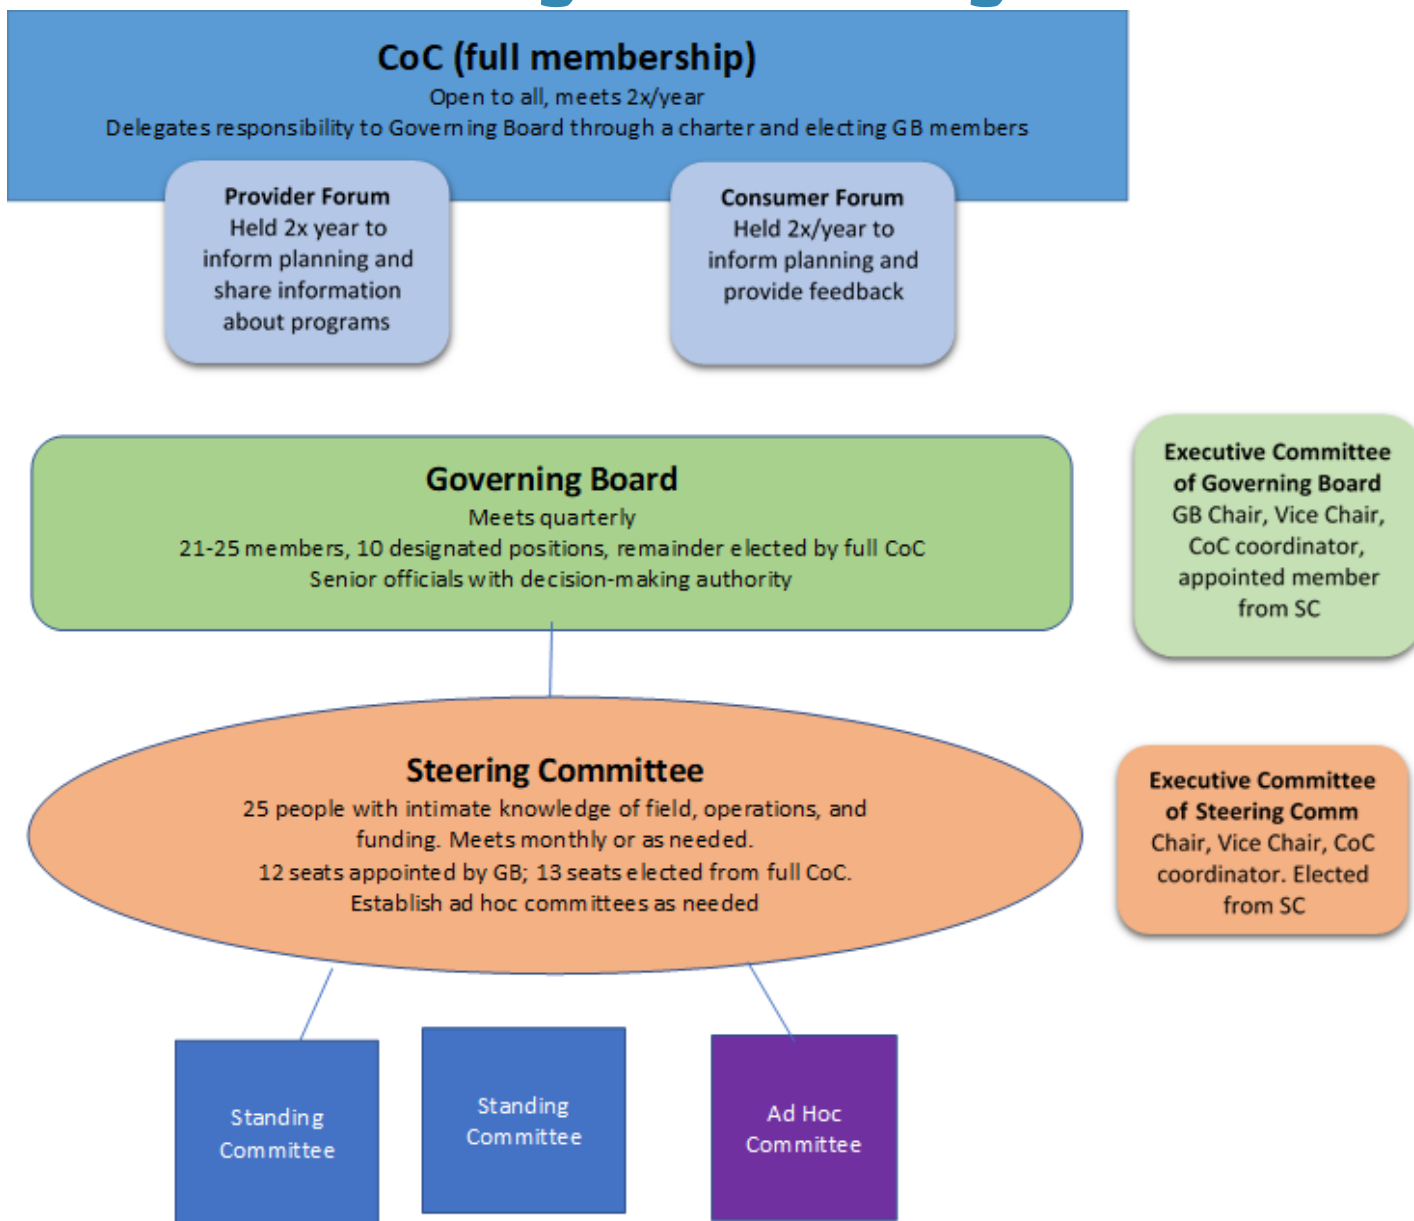 CoC (full membership)
Open to all, meets 2x/year
Delegates responsibility to Governing Board through a charter and electing GB members
Provider Forum
Held 2x year to
inform planning and
share information
about programs
Consumer Forum
Held 2x/year to
inform planning and
provide feedback
Governing Board
Meets quarterly
21-25 members, 10 designated positions, remainder elected by full CoC
Senior officials with decision-making authority
Executive Committee
of Governing Board
GB Chair, Vice Chair,
CoC coordinator,
appointed member
from SC
Steering Committee
25 people with intimate knowledge of field, operations, and
funding. Meets monthly or as needed.
12 seats appointed by GB; 13 seats elected from full CoC.
Establish ad hoc committees as needed
Executive Committee
of Steering Comm
Chair, Vice Chair, CoC
coordinator. Elected
from SC
Standing
Committee
Standing
Committee
Ad Hoc
Committee